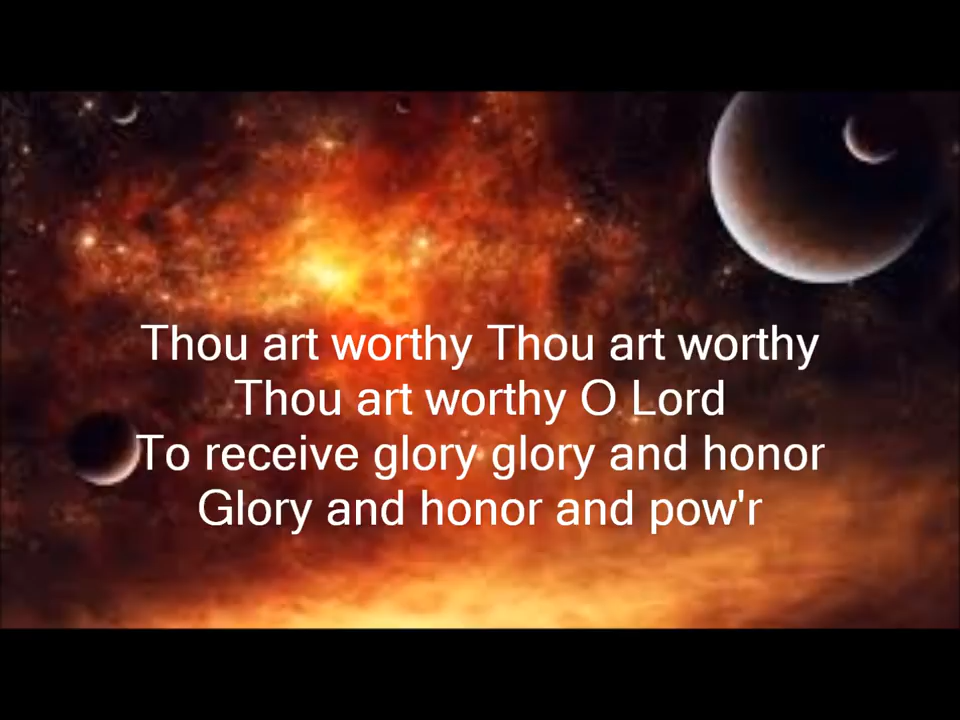 Thou art worthy Thou art worthy
Thou art worthy O Lord
To receive glory glory and honor
Glory and honor and pow'r